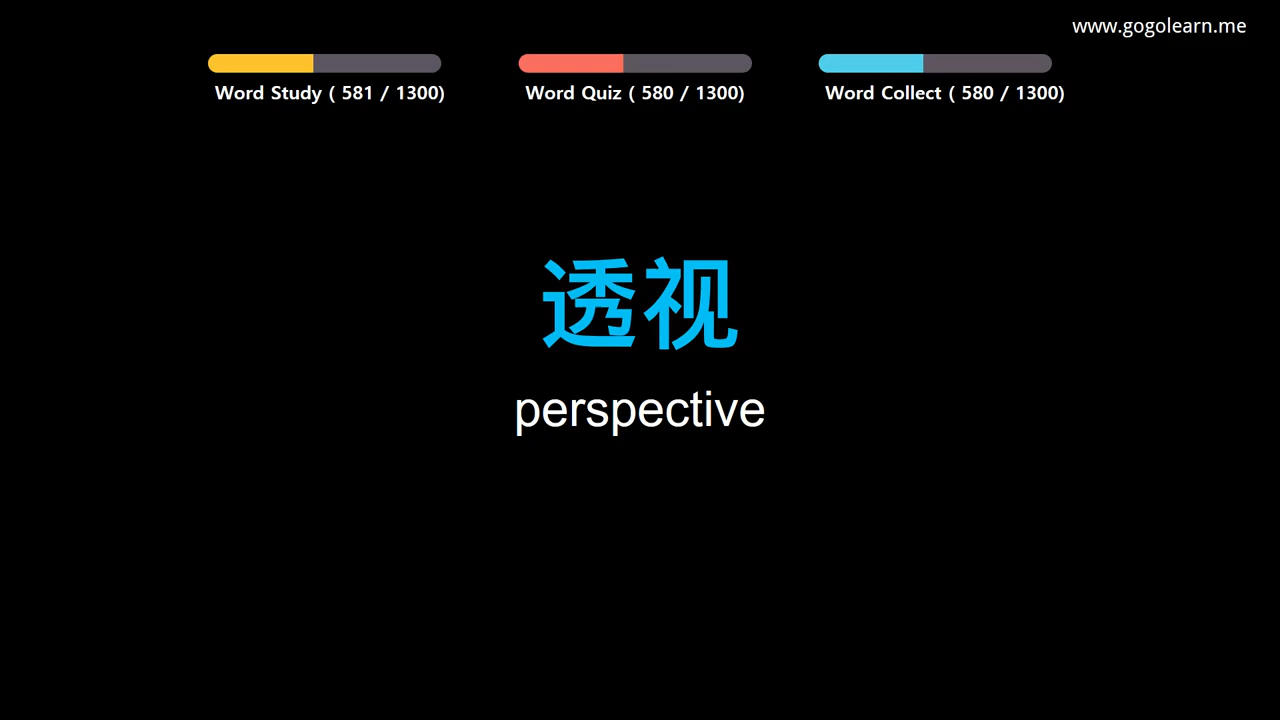 www.gogolearn.me
Word Study ( 581 / 1300)
Word Quiz ( 580 / 1300)
Word Collect ( 580 / 1300)
透视
perspective